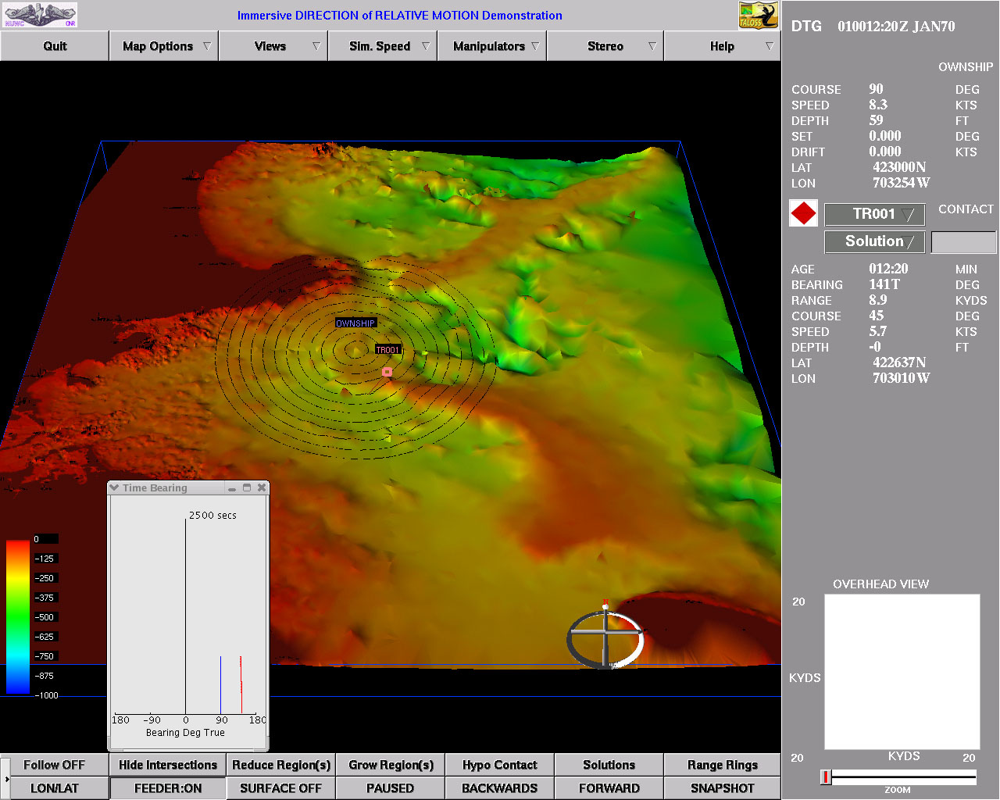 NUWC
ONR
Immersive DIRECTION of RELATIVE MOTION Demonstration
TALOSS
Quit
Map Options
Views
Sim. Speed
Manipulators
Stereo
Help
DTG 010012:20Z JAN70
OWNSHIP
COURSE 90 DEG
SPEED 8.3 KTS
DEPTH 59 FT
SET 0.000 DEG
DRIFT 0.000 KTS
LAT 423000N
LON 703254W
TR001
CONTACT
Solution
AGE 012:20 MIN
BEARING 141T DEG
RANGE 8.9 KYDS
COURSE 45 DEG
SPEED 5.7 KTS
DEPTH -0 FT
LAT 422637N
LON 703010W
OWNSHIP
TR001
Time Bearing
2500 secs
180 -90 0 90 180
Bearing Deg True
0
-125
-250
-375
-500
-625
-750
-875
-1000
N
OVERHEAD VIEW
20
KYDS
20 KYDS 20
ZOOM
Follow OFF
Hide Intersections
Reduce Region(s)
Grow Region(s)
Hypo Contact
Solutions
Range Rings
LON/LAT
FEEDER:ON
SURFACE OFF
PAUSED
BACKWARDS
FORWARD
SNAPSHOT